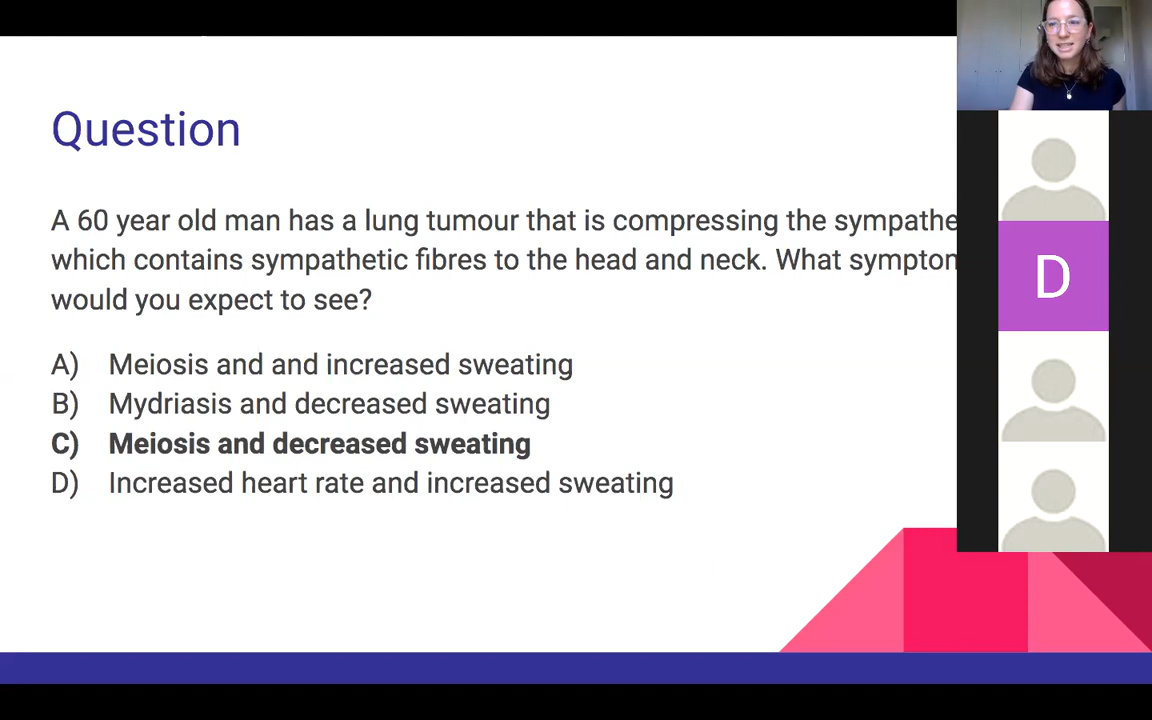 Question
A 60 year old man has a lung tumour that is compressing the
which contains sympathetic fibres to the head and neck. What
would you expect to see?
A) Meiosis and and increased sweating
B) Mydriasis and decreased sweating
C) Meiosis and decreased sweating
D) Increased heart rate and increased sweating
D